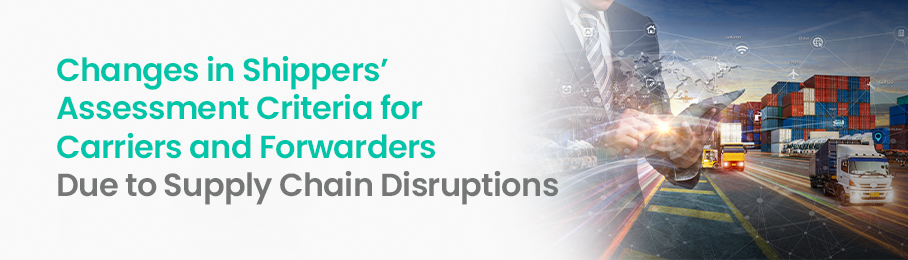 Changes in Shippers’
Assessment Criteria for
Carriers and Forwarders
Due to Supply Chain Disruptions